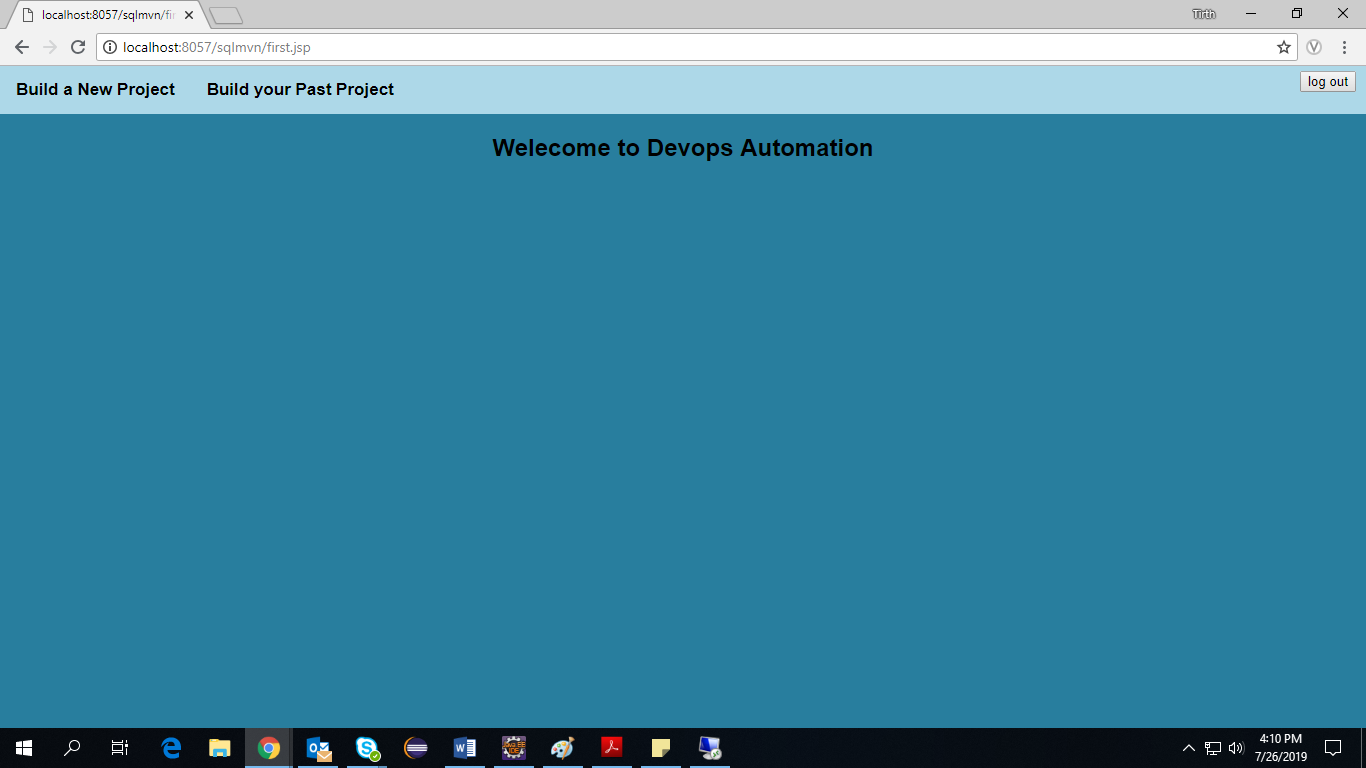 localhost:8057/sqlmvn/fir
Tirth
localhost:8057/sqlmvn/first.jsp
V
Build a New Project
Build your Past Project
log out
Welecome to Devops Automation
4:10 PM
7/26/2019